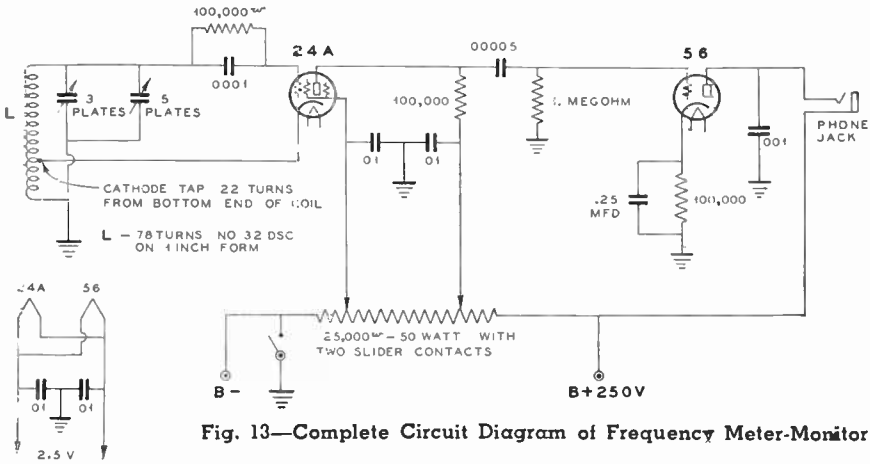 100,000ω
24A
56
00005
0001
L
3 PLATES
5 PLATES
100,000
MEGOHM
PHONE JACK
001
01
01
.25 MFD
100,000
CATHODE TAP 22 TURNS
FROM BOTTOM END OF COIL
L – 78 TURNS NO 32 DSC
ON 1 INCH FORM
24A
56
25,000ω – 50 WATT WITH
TWO SLIDER CONTACTS
B–
B+250V
01
01
2.5 V
Fig. 13—Complete Circuit Diagram of Frequency Meter-Monitor